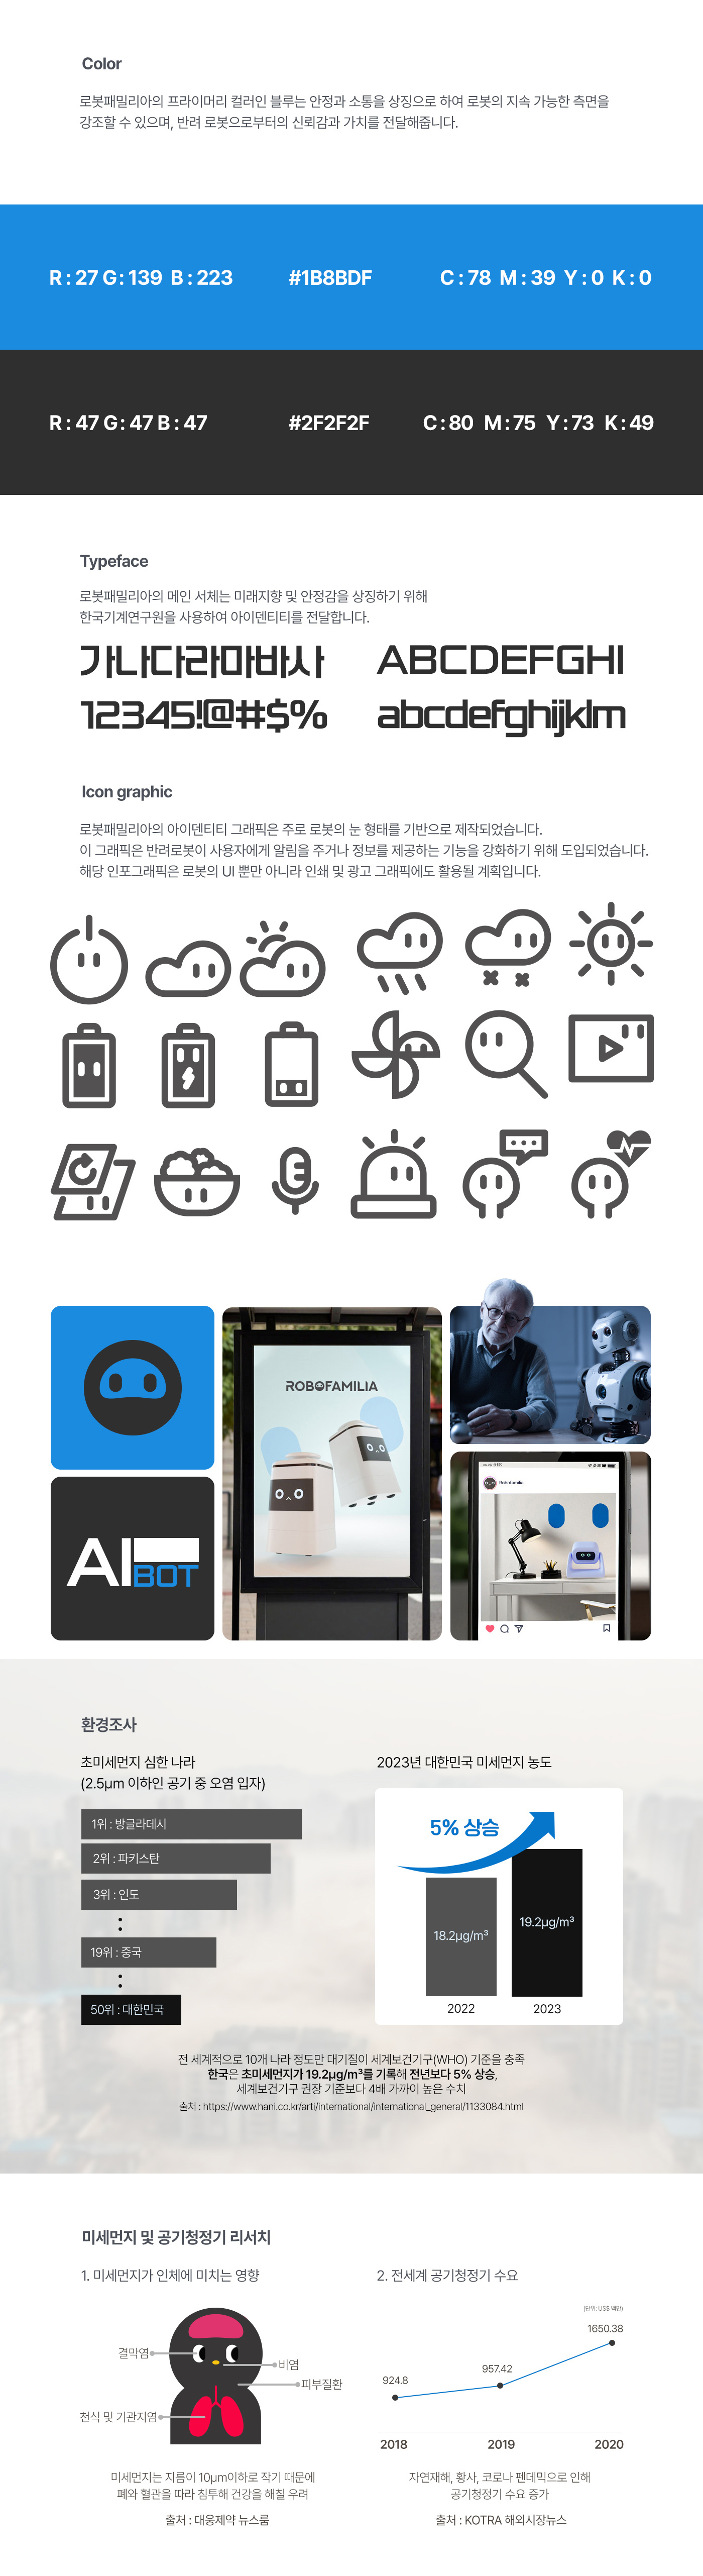 Color
로봇패밀리아의 프라이머리 컬러인 블루는 안정과 소통을 상징으로 하여 로봇의 지속 가능한 측면을
강조할 수 있으며, 반려 로봇으로부터의 신뢰감과 가치를 전달해줍니다.
R : 27 G : 139 B : 223 #1B8BDF C : 78 M : 39 Y : 0 K : 0
R : 47 G : 47 B : 47 #2F2F2F C : 80 M : 75 Y : 73 K : 49
Typeface
로봇패밀리아의 메인 서체는 미래지향 및 안정감을 상징하기 위해
한국기계연구원을 사용하여 아이덴티티를 전달합니다.
가나다라마바사 ABCDEFGHI
12345!@#$% abcdefghijklm
Icon graphic
로봇패밀리아의 아이덴티티 그래픽은 주로 로봇의 눈 형태를 기반으로 제작되었습니다.
이 그래픽은 반려로봇이 사용자에게 알림을 주거나 정보를 제공하는 기능을 강화하기 위해 도입되었습니다.
해당 인포그래픽은 로봇의 UI 뿐만 아니라 인쇄 및 광고 그래픽에도 활용될 계획입니다.
ROBOFAMILIA
Robofamilia
AI BOT
환경조사
초미세먼지 심한 나라
(2.5μm 이하인 공기 중 오염 입자)
1위 : 방글라데시
2위 : 파키스탄
3위 : 인도
19위 : 중국
50위 : 대한민국
2023년 대한민국 미세먼지 농도
5% 상승
18.2μg/m³
19.2μg/m³
2022 2023
전 세계적으로 10개 나라 정도만 대기질이 세계보건기구(WHO) 기준을 충족
한국은 초미세먼지가 19.2μg/m³를 기록해 전년보다 5% 상승,
세계보건기구 권장 기준보다 4배 가까이 높은 수치
출처 : https://www.hani.co.kr/arti/international/international_general/1133084.html
미세먼지 및 공기청정기 리서치
1. 미세먼지가 인체에 미치는 영향
결막염
비염
피부질환
천식 및 기관지염
미세먼지는 지름이 10μm이하로 작기 때문에
폐와 혈관을 따라 침투해 건강을 해칠 우려
출처 : 대웅제약 뉴스룸
2. 전세계 공기청정기 수요
(단위: US$ 백만)
1650.38
957.42
924.8
2018 2019 2020
자연재해, 황사, 코로나 펜데믹으로 인해
공기청정기 수요 증가
출처 : KOTRA 해외시장뉴스